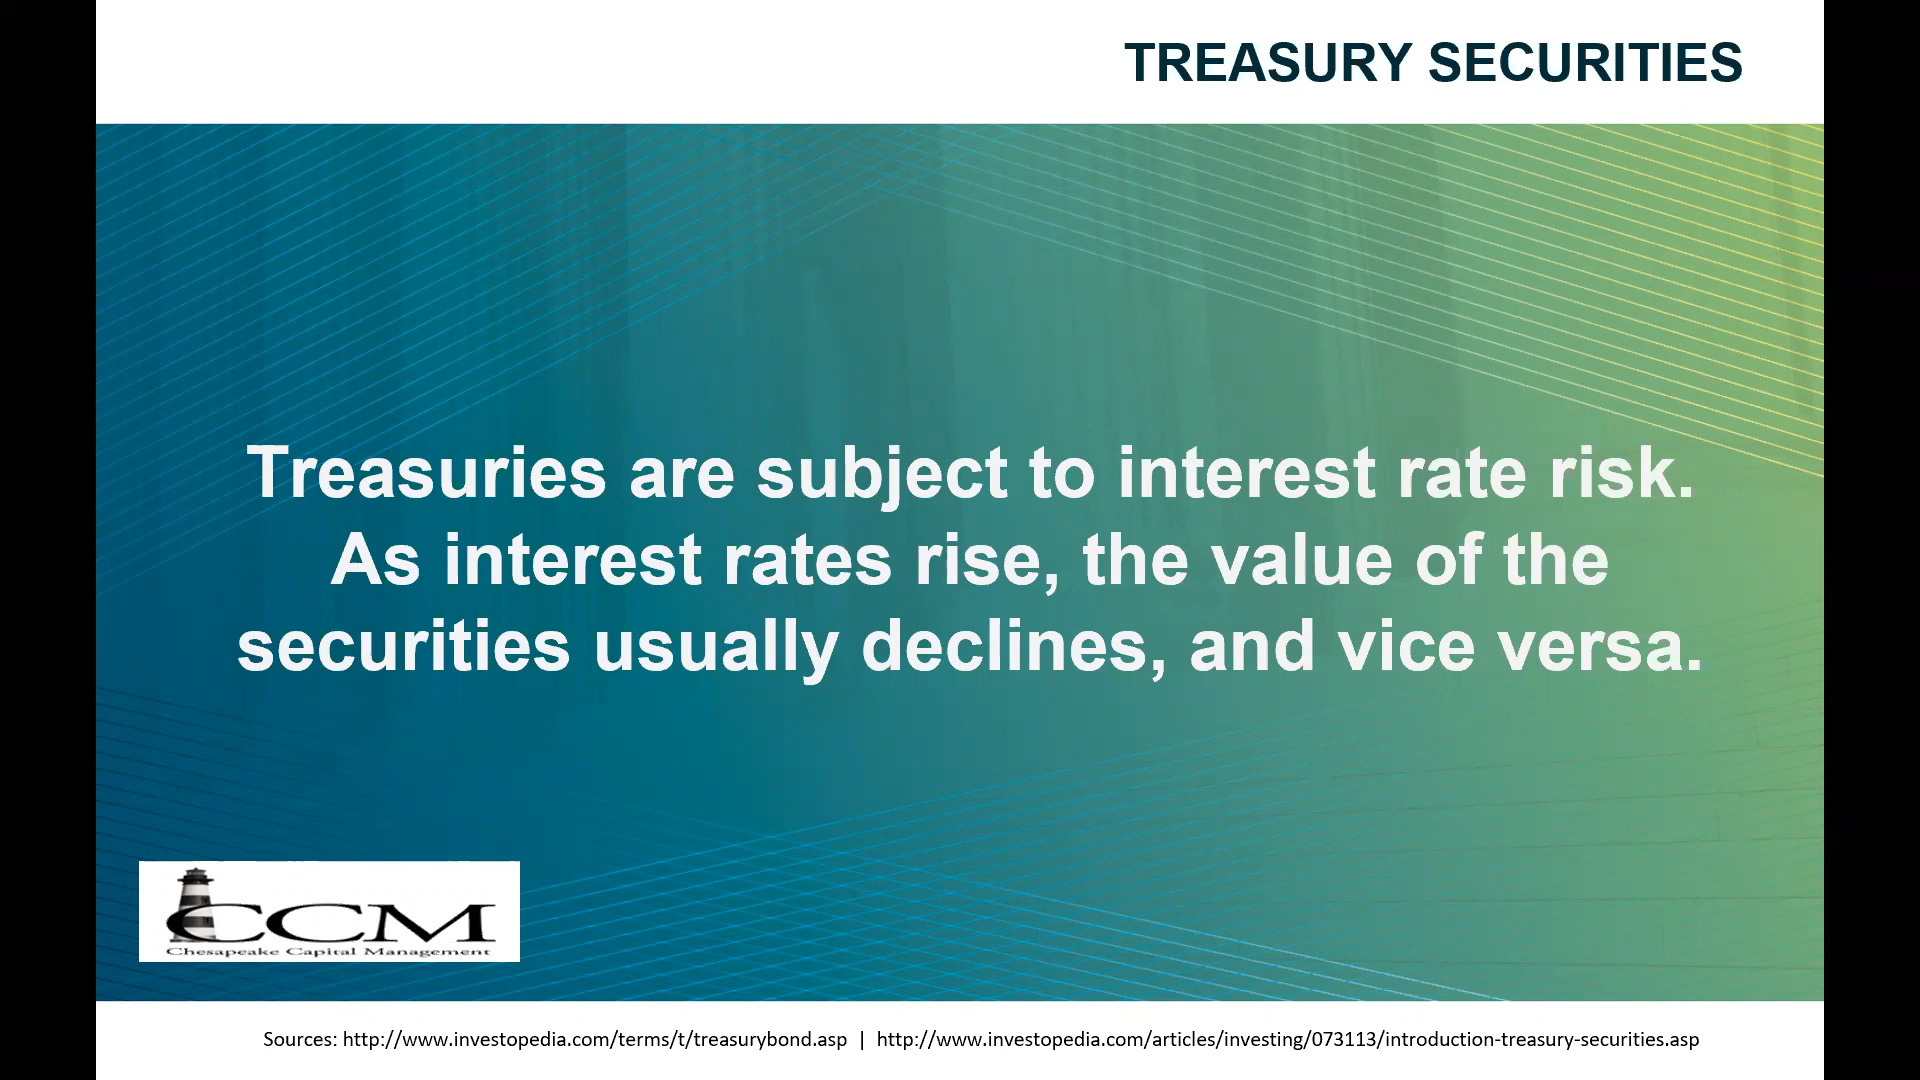 TREASURY SECURITIES
Treasuries are subject to interest rate risk.
As interest rates rise, the value of the
securities usually declines, and vice versa.
CCM
Chesapeake Capital Management
Sources: http://www.investopedia.com/terms/t/treasurybond.asp | http://www.investopedia.com/articles/investing/073113/introduction-treasury-securities.asp